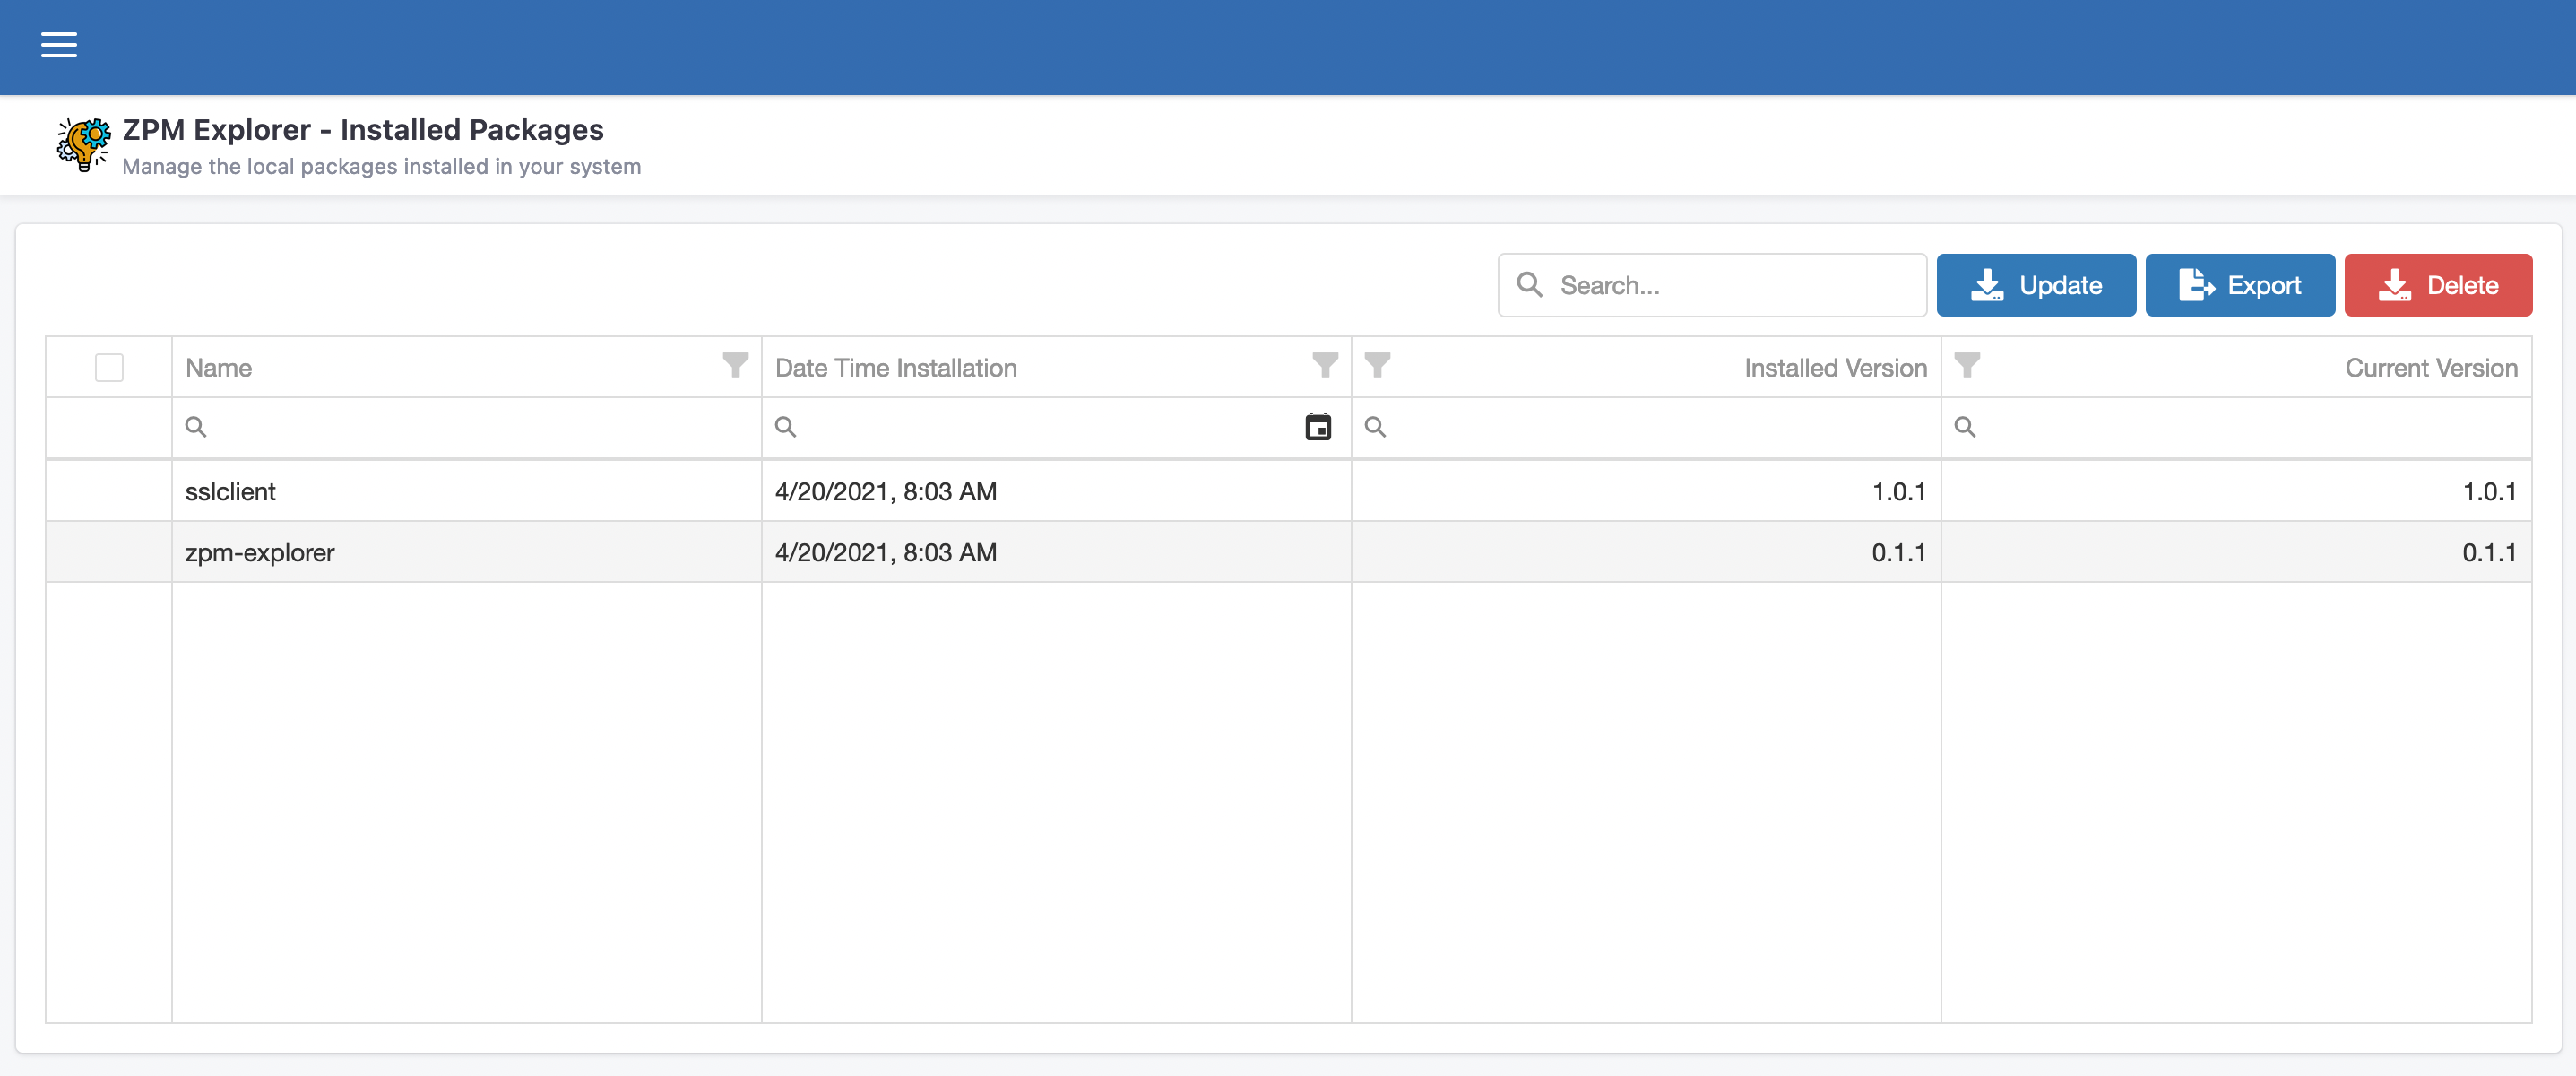 ZPM Explorer - Installed Packages
Manage the local packages installed in your system
Search... Update Export Delete
Name Date Time Installation Installed Version Current Version
sslclient 4/20/2021, 8:03 AM 1.0.1 1.0.1
zpm-explorer 4/20/2021, 8:03 AM 0.1.1 0.1.1